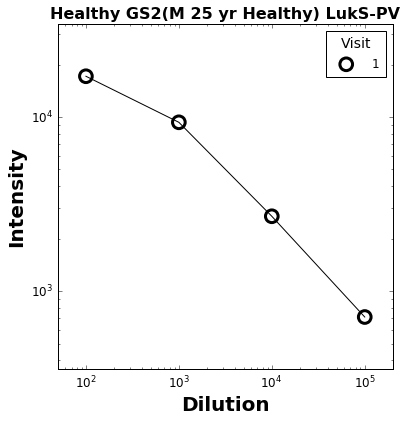 Healthy GS2(M 25 yr Healthy) LukS-PV
Visit
1
10^4
10^3
Intensity
10^2 10^3 10^4 10^5
Dilution